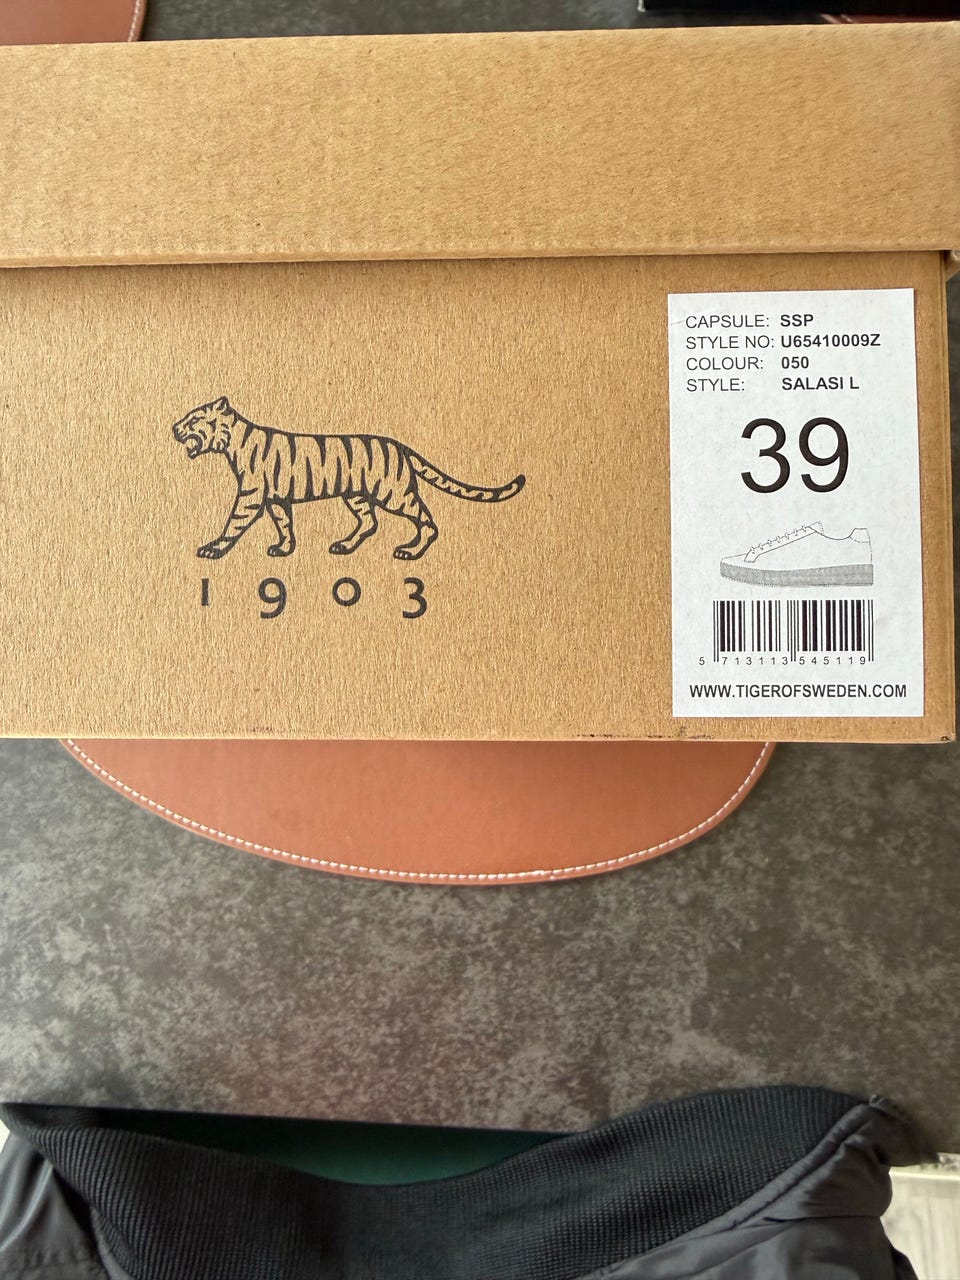 1903
CAPSULE: SSP
STYLE NO: U65410009Z
COLOUR: 050
STYLE: SALASI L
39
5 713113 545119
WWW.TIGEROFSWEDEN.COM